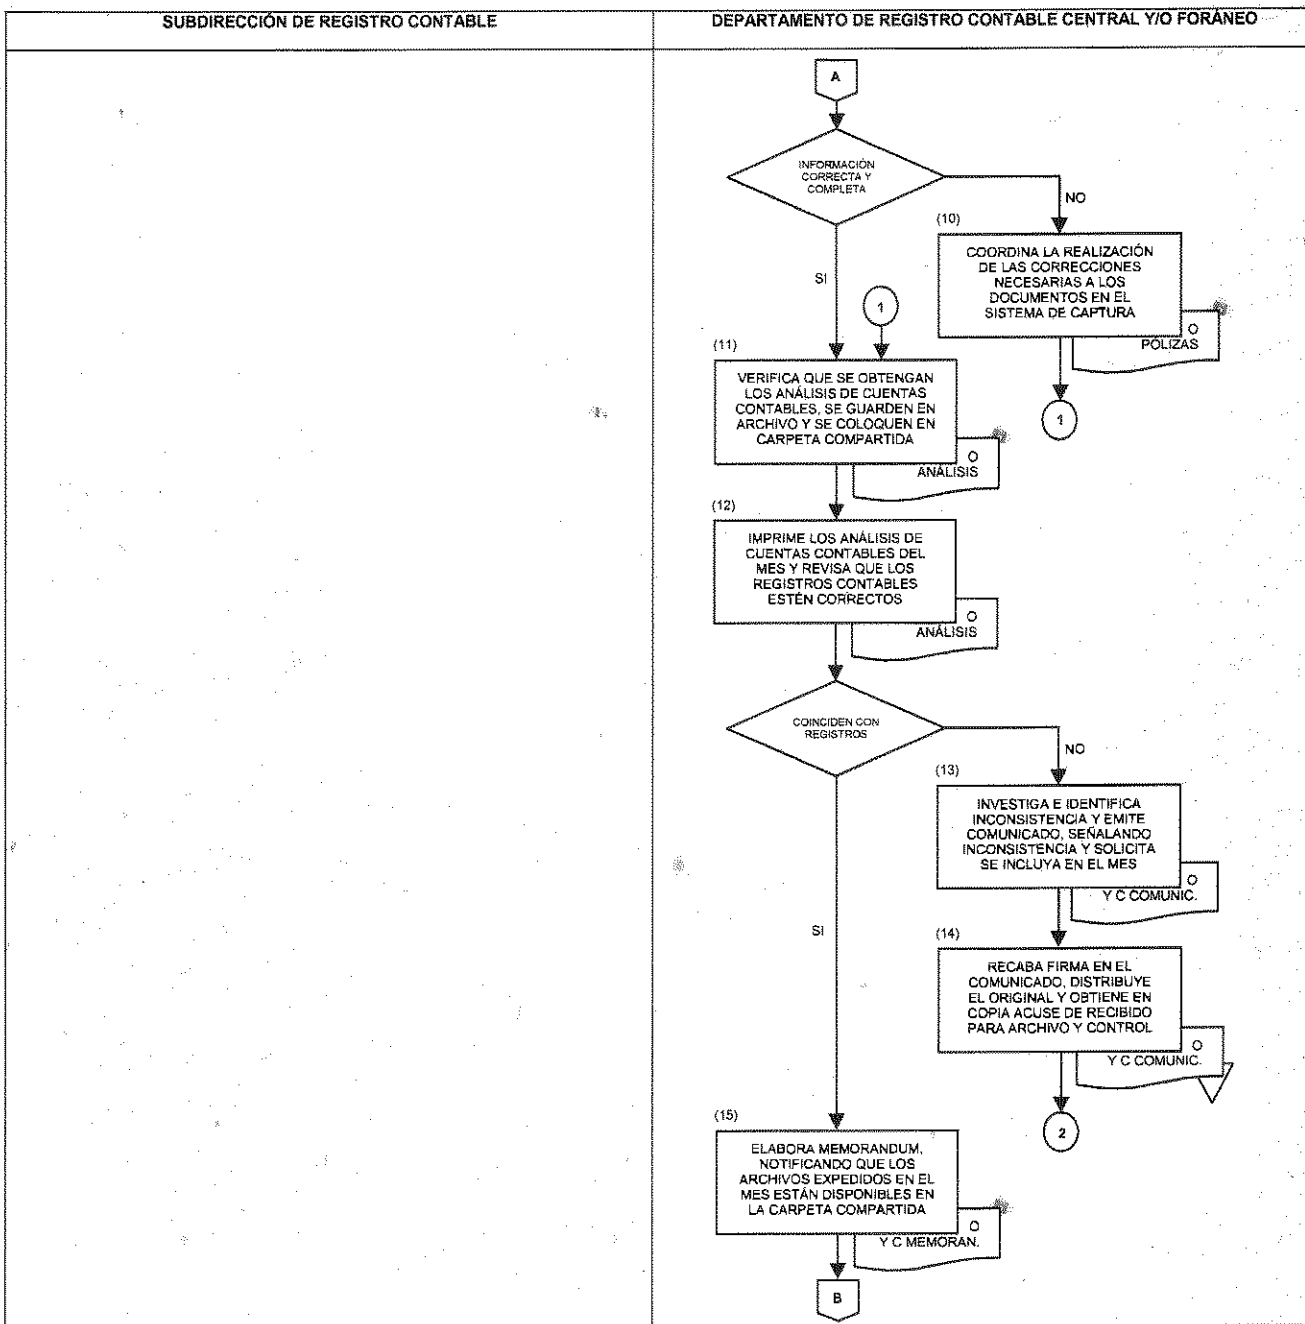 SUBDIRECCIÓN DE REGISTRO CONTABLE
DEPARTAMENTO DE REGISTRO CONTABLE CENTRAL Y/O FORÁNEO
A
INFORMACIÓN
CORRECTA Y
COMPLETA
NO
SI
(10)
COORDINA LA REALIZACIÓN
DE LAS CORRECCIONES
NECESARIAS A LOS
DOCUMENTOS EN EL
SISTEMA DE CAPTURA
O
POLIZAS
1
1
(11)
VERIFICA QUE SE OBTENGAN
LOS ANÁLISIS DE CUENTAS
CONTABLES, SE GUARDEN EN
ARCHIVO Y SE COLOQUEN EN
CARPETA COMPARTIDA
O
ANÁLISIS
(12)
IMPRIME LOS ANÁLISIS DE
CUENTAS CONTABLES DEL
MES Y REVISA QUE LOS
REGISTROS CONTABLES
ESTÉN CORRECTOS
O
ANÁLISIS
COINCIDEN CON
REGISTROS
NO
(13)
INVESTIGA E IDENTIFICA
INCONSISTENCIA Y EMITE
COMUNICADO, SEÑALANDO
INCONSISTENCIA Y SOLICITA
SE INCLUYA EN EL MES
O
Y C COMUNIC.
SI
(14)
RECABA FIRMA EN EL
COMUNICADO, DISTRIBUYE
EL ORIGINAL Y OBTIENE EN
COPIA ACUSE DE RECIBIDO
PARA ARCHIVO Y CONTROL
O
Y C COMUNIC.
2
(15)
ELABORA MEMORANDUM,
NOTIFICANDO QUE LOS
ARCHIVOS EXPEDIDOS EN EL
MES ESTÁN DISPONIBLES EN
LA CARPETA COMPARTIDA
O
Y C MEMORAN.
B